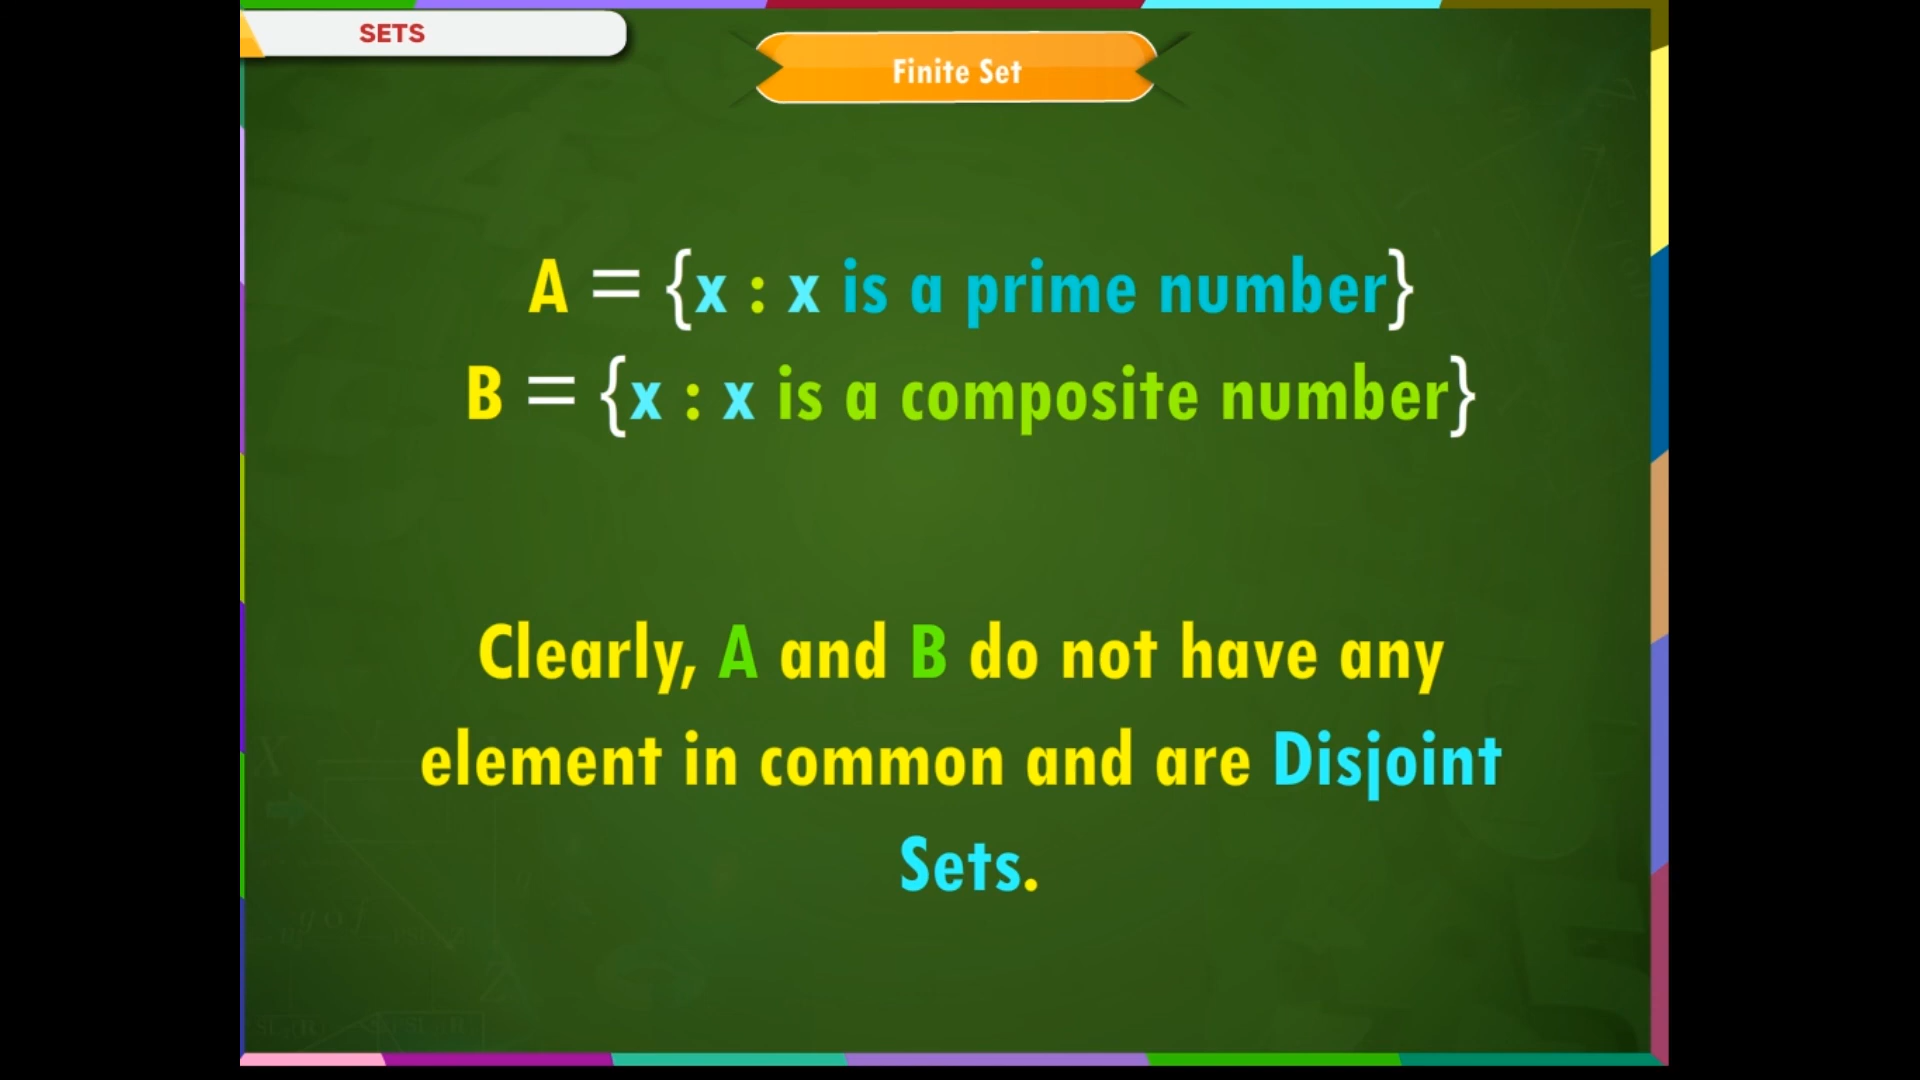 SETS
Finite Set
A = {x : x is a prime number}
B = {x : x is a composite number}
Clearly, A and B do not have any
element in common and are Disjoint
Sets.